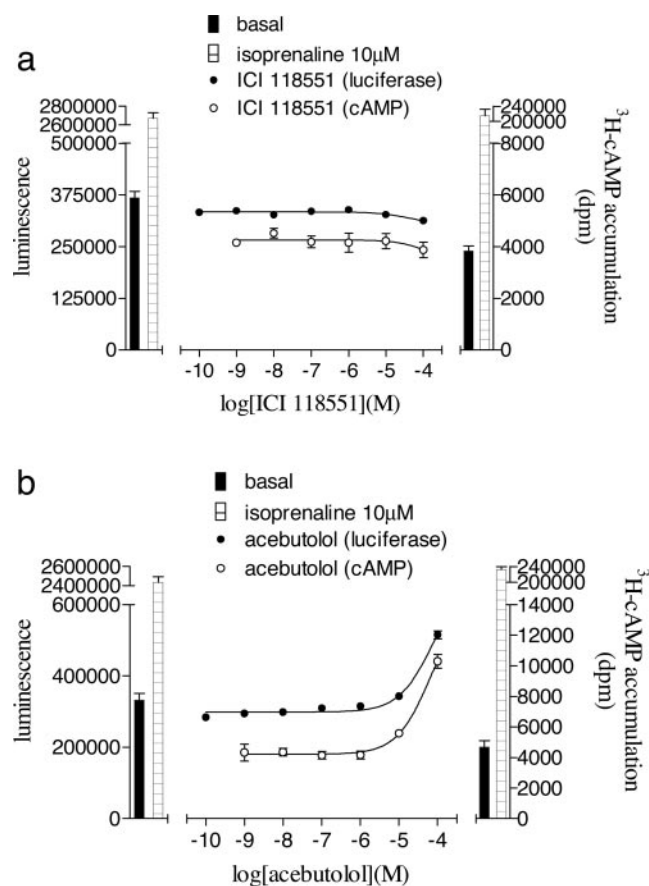 a
basal
isoprenaline 10μM
ICI 118551 (luciferase)
ICI 118551 (cAMP)
luminescence
2800000
2600000
500000
375000
250000
125000
0
-10 -9 -8 -7 -6 -5 -4
log[ICI 118551](M)
240000
200000
8000
6000
4000
2000
0
³H-cAMP accumulation
(dpm)
b
basal
isoprenaline 10μM
acebutolol (luciferase)
acebutolol (cAMP)
luminescence
2600000
2400000
600000
400000
200000
0
-10 -9 -8 -7 -6 -5 -4
log[acebutolol](M)
240000
200000
14000
12000
10000
8000
6000
4000
2000
0
³H-cAMP accumulation
(dpm)